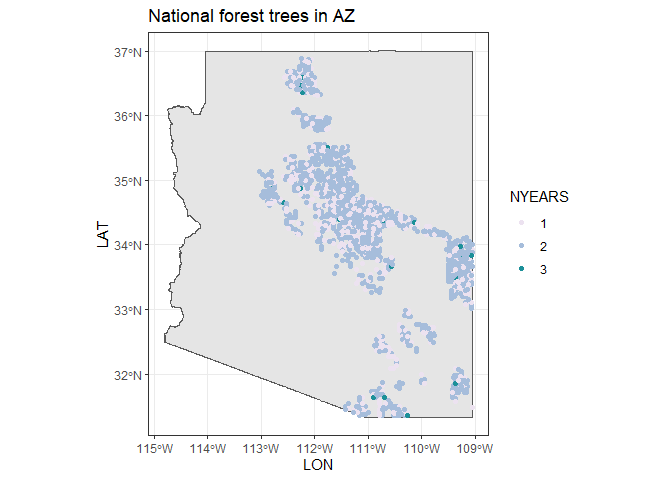 National forest trees in AZ
37°N
36°N
35°N
34°N
33°N
32°N
LAT
115°W 114°W 113°W 112°W 111°W 110°W 109°W
LON
NYEARS
1
2
3